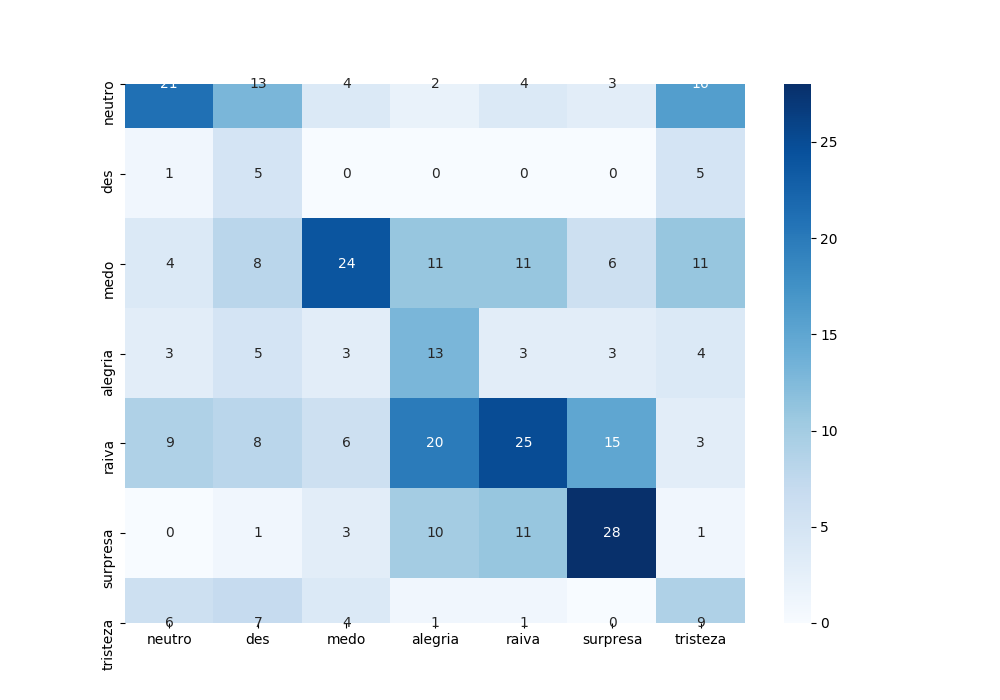 neutro 21 13 4 2 4 3 16
des 1 5 0 0 0 0 5
medo 4 8 24 11 11 6 11
alegria 3 5 3 13 3 3 4
raiva 9 8 6 20 25 15 3
surpresa 0 1 3 10 11 28 1
tristeza 6 7 4 1 1 0 9
neutro des medo alegria raiva surpresa tristeza
25
20
15
10
5
0